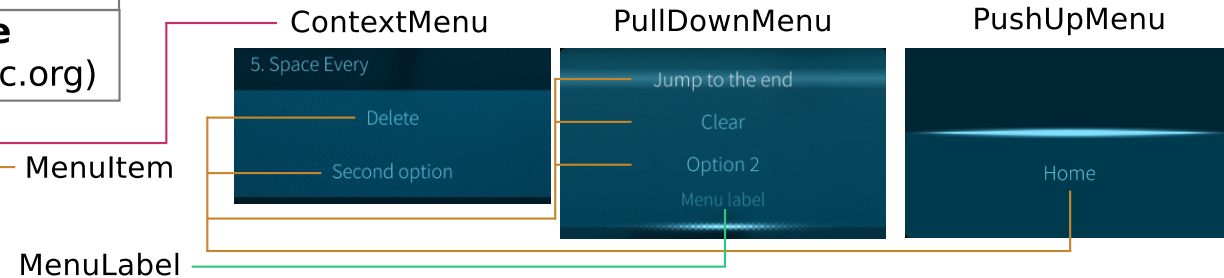 ContextMenu
PullDownMenu
PushUpMenu
e
c.org)
5. Space Every
Delete
Second option
Jump to the end
Clear
Option 2
Menu label
Home
MenuItem
MenuLabel